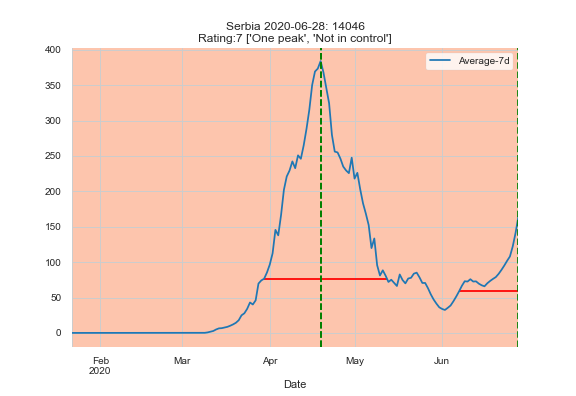 Serbia 2020-06-28: 14046
Rating:7 ['One peak', 'Not in control']
Average-7d
400
350
300
250
200
150
100
50
0
Feb Mar Apr May Jun
2020
Date